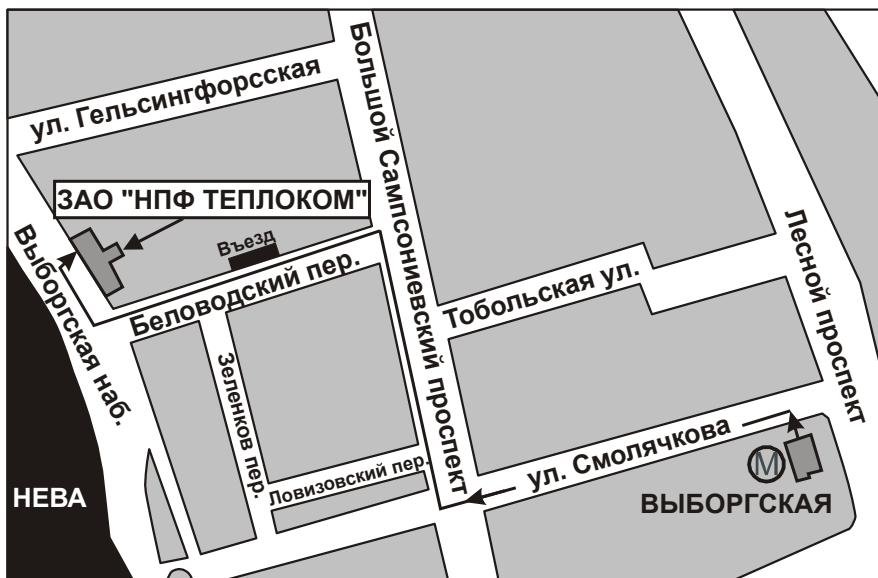 ул. Гельсингфорсская
Большой Сампсониевский проспект
ЗАО "НПФ ТЕПЛОКОМ"
Въезд
Выборгская наб.
Беловодский пер.
Лесной проспект
Тобольская ул.
Зеленков пер.
Ловизовский пер.
ул. Смолячкова
М
ВЫБОРГСКАЯ
НЕВА